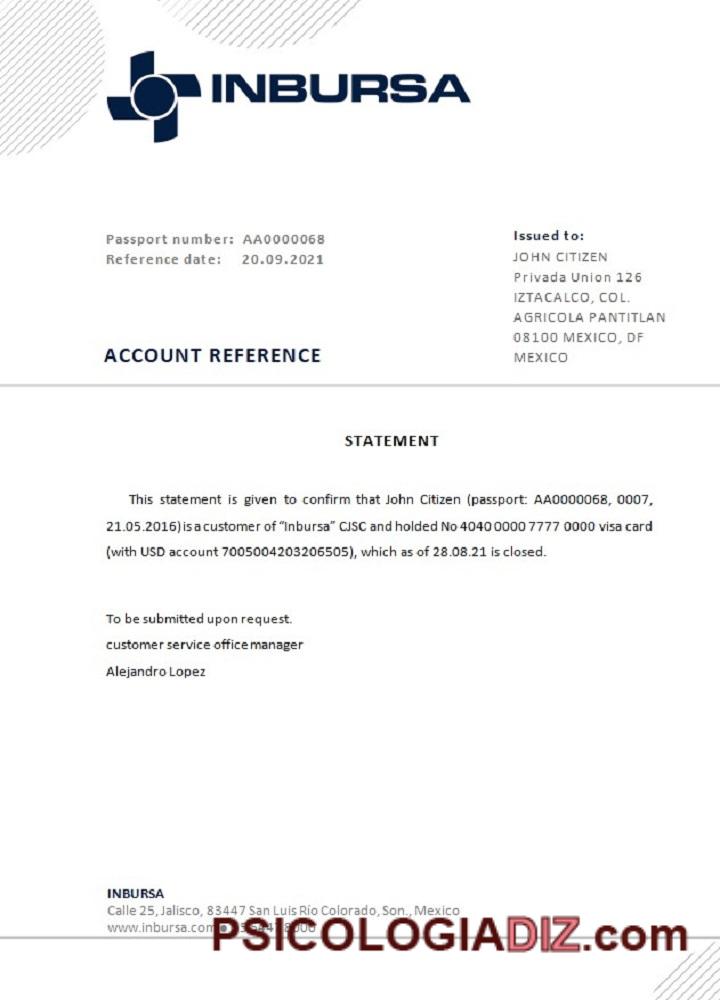 INBURSA
Passport number: AA0000068
Reference date: 20.09.2021
Issued to:
JOHN CITIZEN
Privada Union 126
IZTACALCO, COL.
AGRICOLA PANTITLAN
08100 MEXICO, DF
MEXICO
ACCOUNT REFERENCE
STATEMENT
This statement is given to confirm that John Citizen (passport: AA0000068, 0007,
21.05.2016) is a customer of “Inbursa” CJSC and holded No 4040 0000 7777 0000 visa card
(with USD account 7005004203206505), which as of 28.08.21 is closed.
To be submitted upon request.
customer service office manager
Alejandro Lopez
INBURSA
Calle 25, Jalisco, 83447 San Luis Río Colorado, Son., Mexico
www.inbursa.com
PSICOLOGIADIZ.com